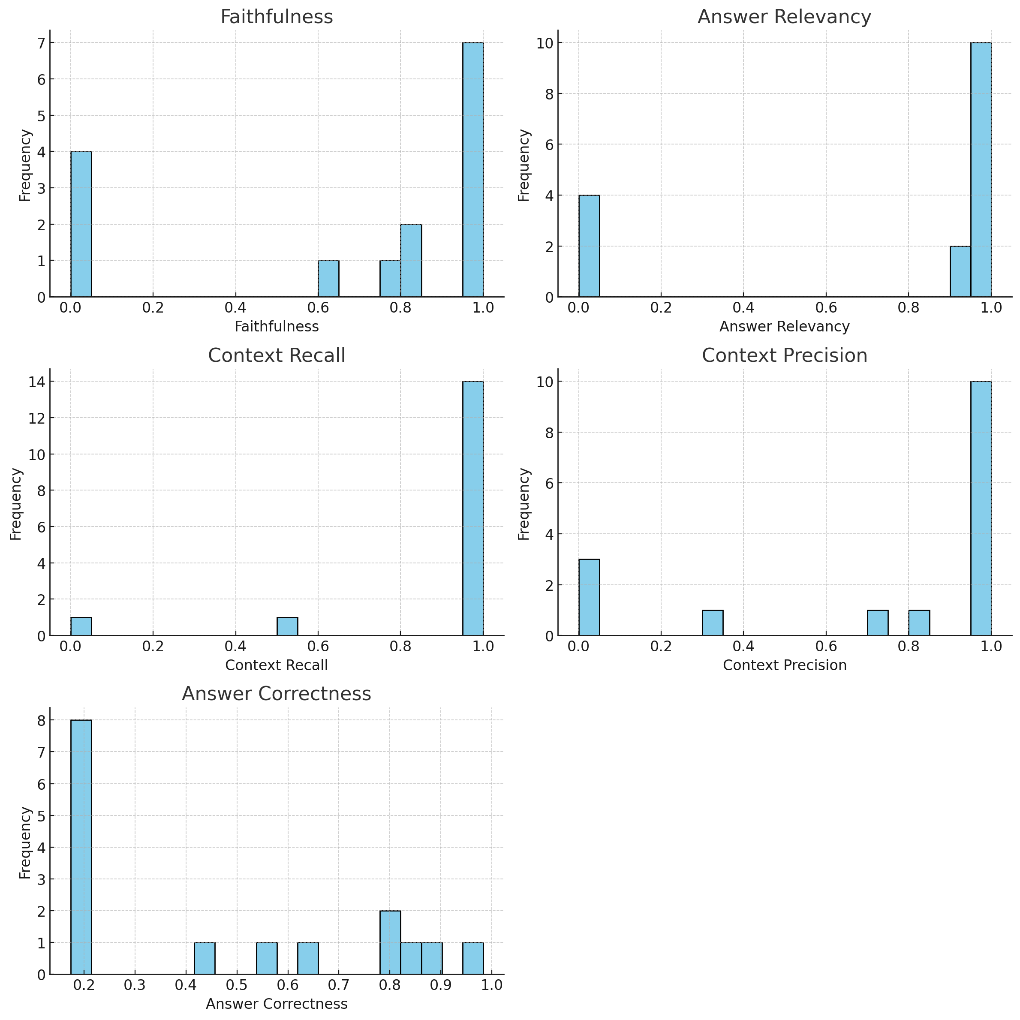 Faithfulness
7
6
5
4
3
2
1
0
Frequency
0.0 0.2 0.4 0.6 0.8 1.0
Faithfulness
Answer Relevancy
10
8
6
4
2
0
Frequency
0.0 0.2 0.4 0.6 0.8 1.0
Answer Relevancy
Context Recall
14
12
10
8
6
4
2
0
Frequency
0.0 0.2 0.4 0.6 0.8 1.0
Context Recall
Context Precision
10
8
6
4
2
0
Frequency
0.0 0.2 0.4 0.6 0.8 1.0
Context Precision
Answer Correctness
8
7
6
5
4
3
2
1
0
Frequency
0.2 0.3 0.4 0.5 0.6 0.7 0.8 0.9 1.0
Answer Correctness